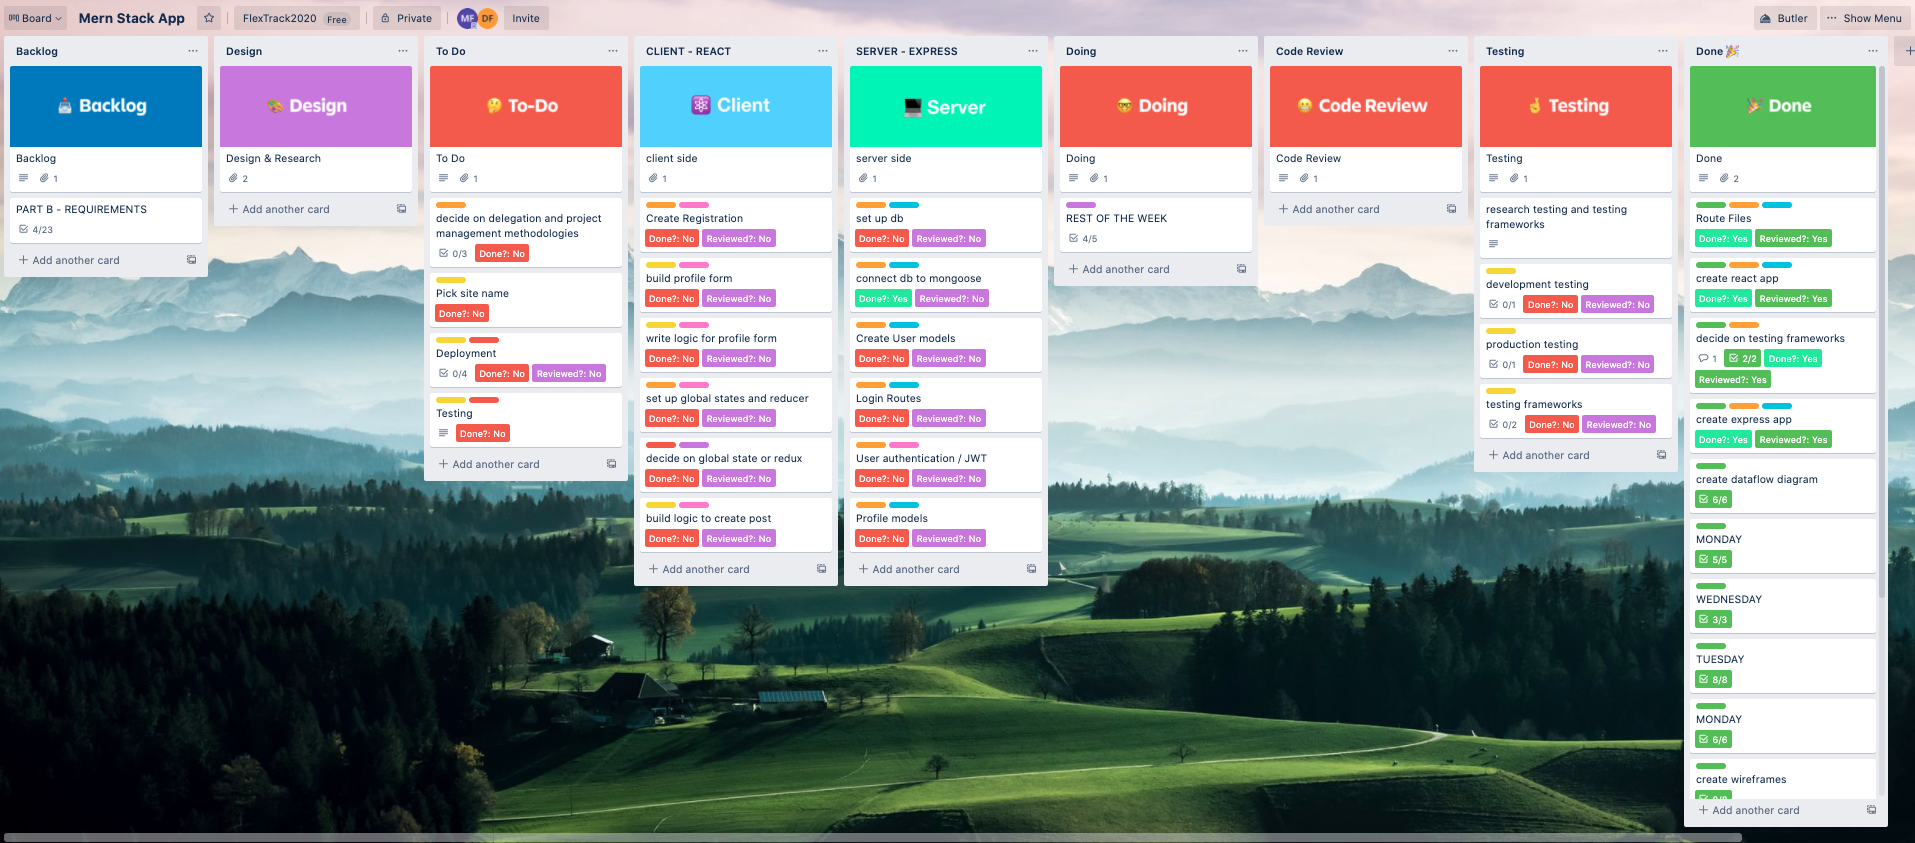 Board
Mern Stack App
FlexTrack2020 Free
Private
MF
DF
Invite
Butler
Show Menu
Backlog
Backlog
Backlog
1
PART B - REQUIREMENTS
4/23
Add another card
Design
Design
Design & Research
2
Add another card
To Do
To-Do
To Do
1
decide on delegation and project
management methodologies
0/3 Done?: No
Pick site name
Done?: No
Deployment
0/4 Done?: No Reviewed?: No
Testing
Done?: No
Add another card
CLIENT - REACT
Client
client side
1
Create Registration
Done?: No Reviewed?: No
build profile form
Done?: No Reviewed?: No
write logic for profile form
Done?: No Reviewed?: No
set up global states and reducer
Done?: No Reviewed?: No
decide on global state or redux
Done?: No Reviewed?: No
build logic to create post
Done?: No Reviewed?: No
Add another card
SERVER - EXPRESS
Server
server side
1
set up db
Done?: No Reviewed?: No
connect db to mongoose
Done?: Yes Reviewed?: No
Create User models
Done?: No Reviewed?: No
Login Routes
Done?: No Reviewed?: No
User authentication / JWT
Done?: No Reviewed?: No
Profile models
Done?: No Reviewed?: No
Add another card
Doing
Doing
Doing
1
REST OF THE WEEK
4/5
Add another card
Code Review
Code Review
Code Review
1
Add another card
Testing
Testing
Testing
1
research testing and testing
frameworks
development testing
0/1 Done?: No Reviewed?: No
production testing
0/1 Done?: No Reviewed?: No
testing frameworks
0/2 Done?: No Reviewed?: No
Add another card
Done
Done
Done
2
Route Files
Done?: Yes Reviewed?: Yes
create react app
Done?: Yes Reviewed?: Yes
decide on testing frameworks
1 2/2 Done?: Yes
Reviewed?: Yes
create express app
Done?: Yes Reviewed?: Yes
create dataflow diagram
6/6
MONDAY
5/5
WEDNESDAY
3/3
TUESDAY
8/8
MONDAY
6/6
create wireframes
Add another card